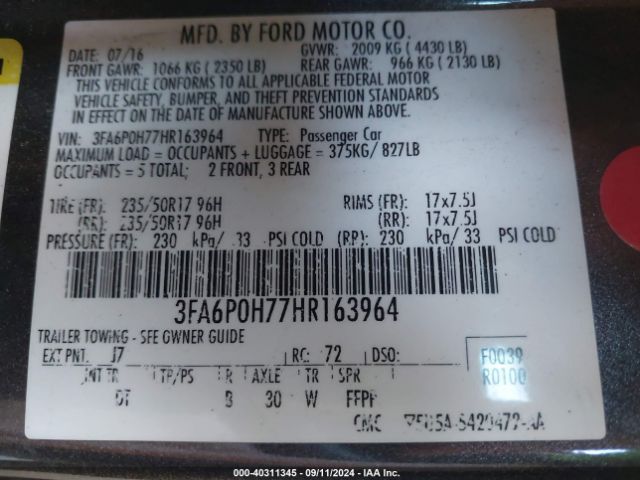 MFD. BY FORD MOTOR CO.
DATE: 07/16 GVWR: 2009 KG (4430 LB)
FRONT GAWR: 1066 KG (2350 LB) REAR GAWR: 966 KG (2130 LB)
THIS VEHICLE CONFORMS TO ALL APPLICABLE FEDERAL MOTOR
VEHICLE SAFETY, BUMPER, AND THEFT PREVENTION STANDARDS
IN EFFECT ON THE DATE OF MANUFACTURE SHOWN ABOVE.
VIN: 3FA6P0H77HR163964 TYPE: Passenger Car
MAXIMUM LOAD = OCCUPANTS + LUGGAGE = 375KG/ 827LB
OCCUPANTS = 5 TOTAL; 2 FRONT, 3 REAR
TIRE (FR): 235/50R17 96H RIMS (FR): 17x7.5J
(RR): 235/50R17 96H (RR): 17x7.5J
PRESSURE (FR): 230 kPa/ 33 PSI COLD (RR): 230 kPa/ 33 PSI COLD
3FA6P0H77HR163964
TRAILER TOWING - SEE OWNER GUIDE
EXT PNT: J7 RC: 72 DSO: F0039
INT TR TP/PS R AXLE TR SPR R0100
B 30 W
000-40311345 - 09/11/2024 - IAA Inc.